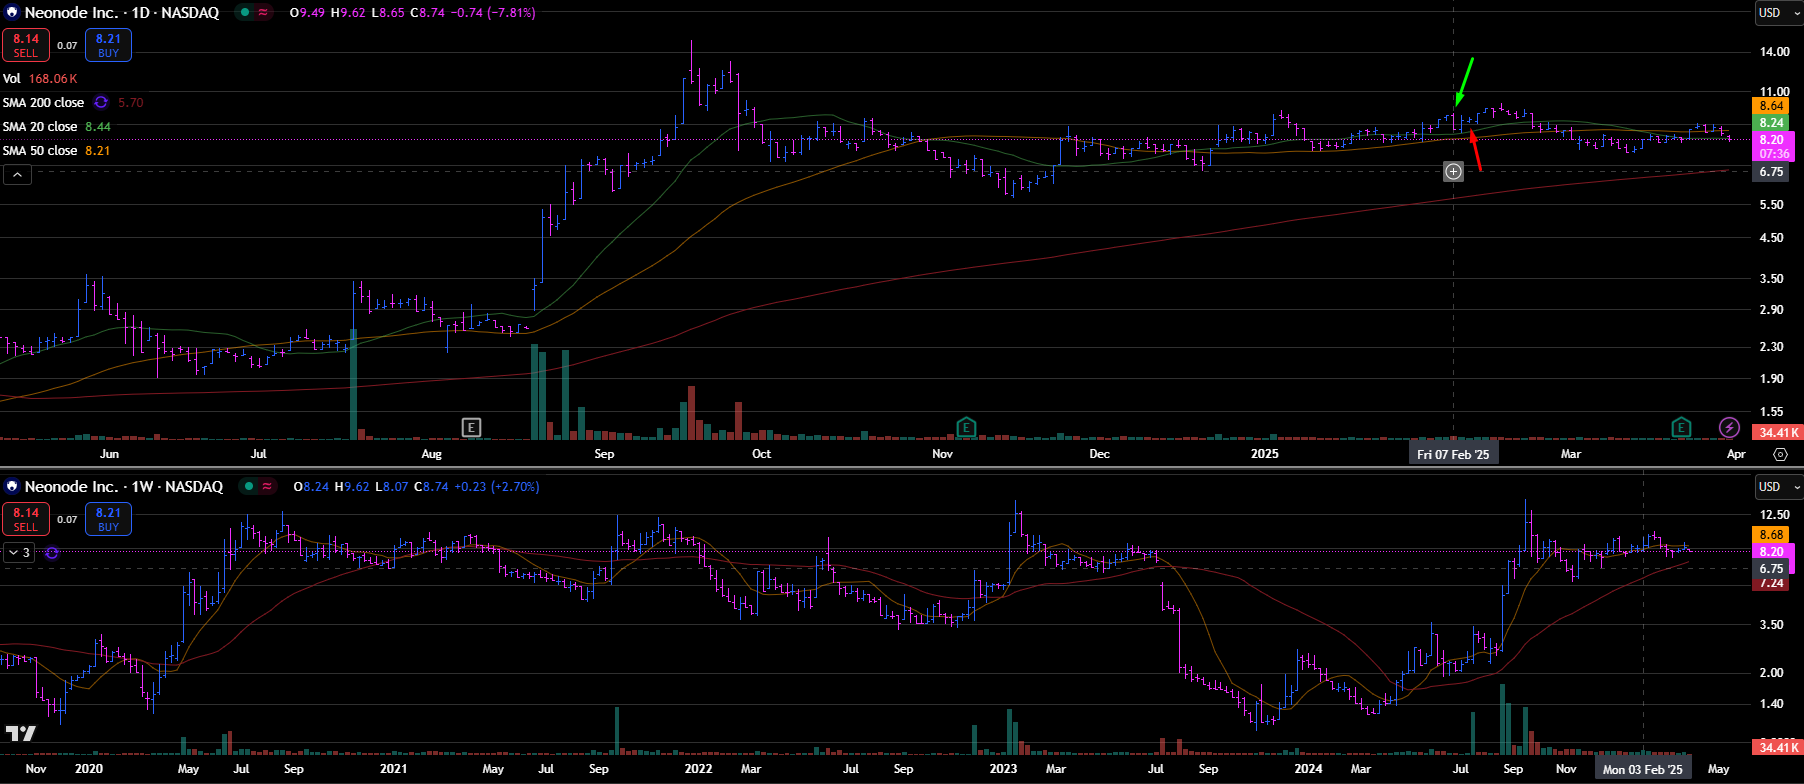 Neonode Inc. · 1D · NASDAQ O9.49 H9.62 L8.65 C8.74 −0.74 (−7.81%)
USD
8.14 SELL 0.07 8.21 BUY
Vol 168.06K
SMA 200 close 5.70
SMA 20 close 8.44
SMA 50 close 8.21
14.00
11.00
8.64
8.24
8.20
07:36
6.75
5.50
4.50
3.50
2.90
2.30
1.90
1.55
34.41K
E E E
Jun Jul Aug Sep Oct Nov Dec 2025 Fri 07 Feb '25 Mar Apr
Neonode Inc. · 1W · NASDAQ O8.24 H9.62 L8.07 C8.74 +0.23 (+2.70%)
USD
8.14 SELL 0.07 8.21 BUY
3
12.50
8.68
8.20
6.75
7.24
3.50
2.00
1.40
34.41K
Nov 2020 May Jul Sep 2021 May Jul Sep 2022 Mar Jul Sep 2023 Mar Jul Sep 2024 Mar Jul Sep Nov Mon 03 Feb '25 May